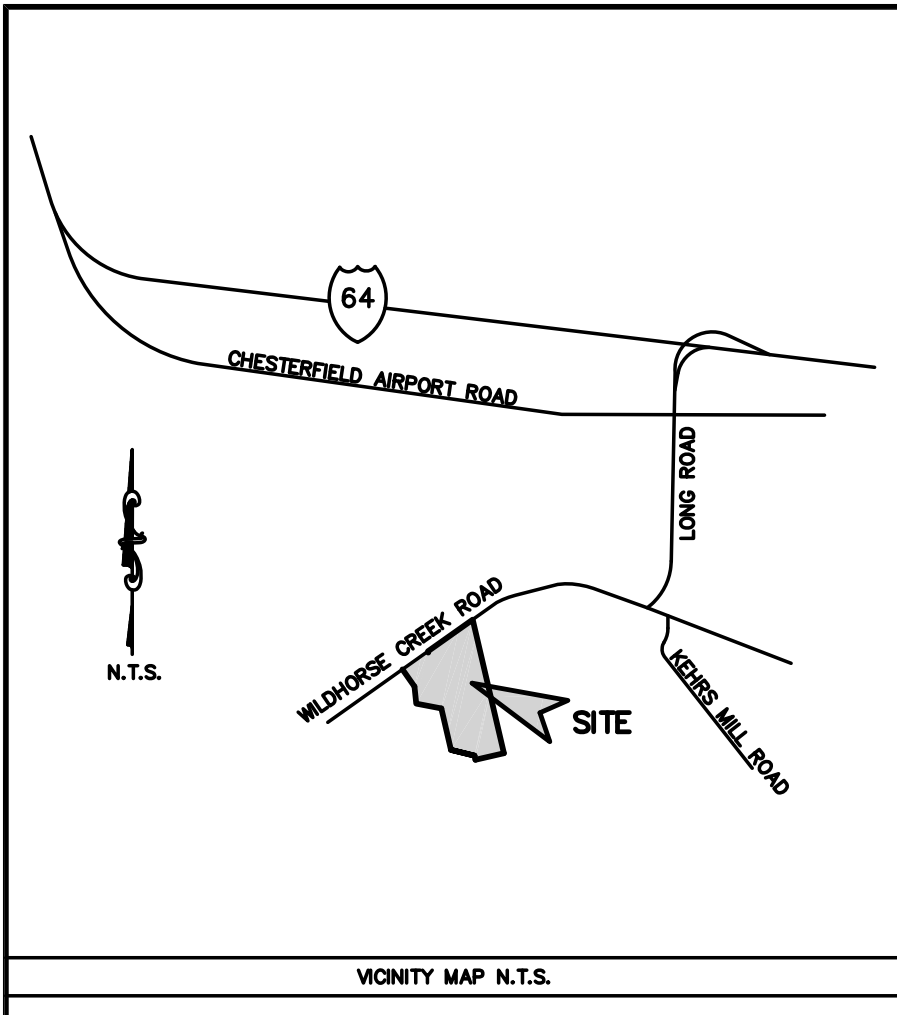 64
CHESTERFIELD AIRPORT ROAD
LONG ROAD
WILDHORSE CREEK ROAD
N.T.S.
KEHRS MILL ROAD
SITE
VICINITY MAP N.T.S.